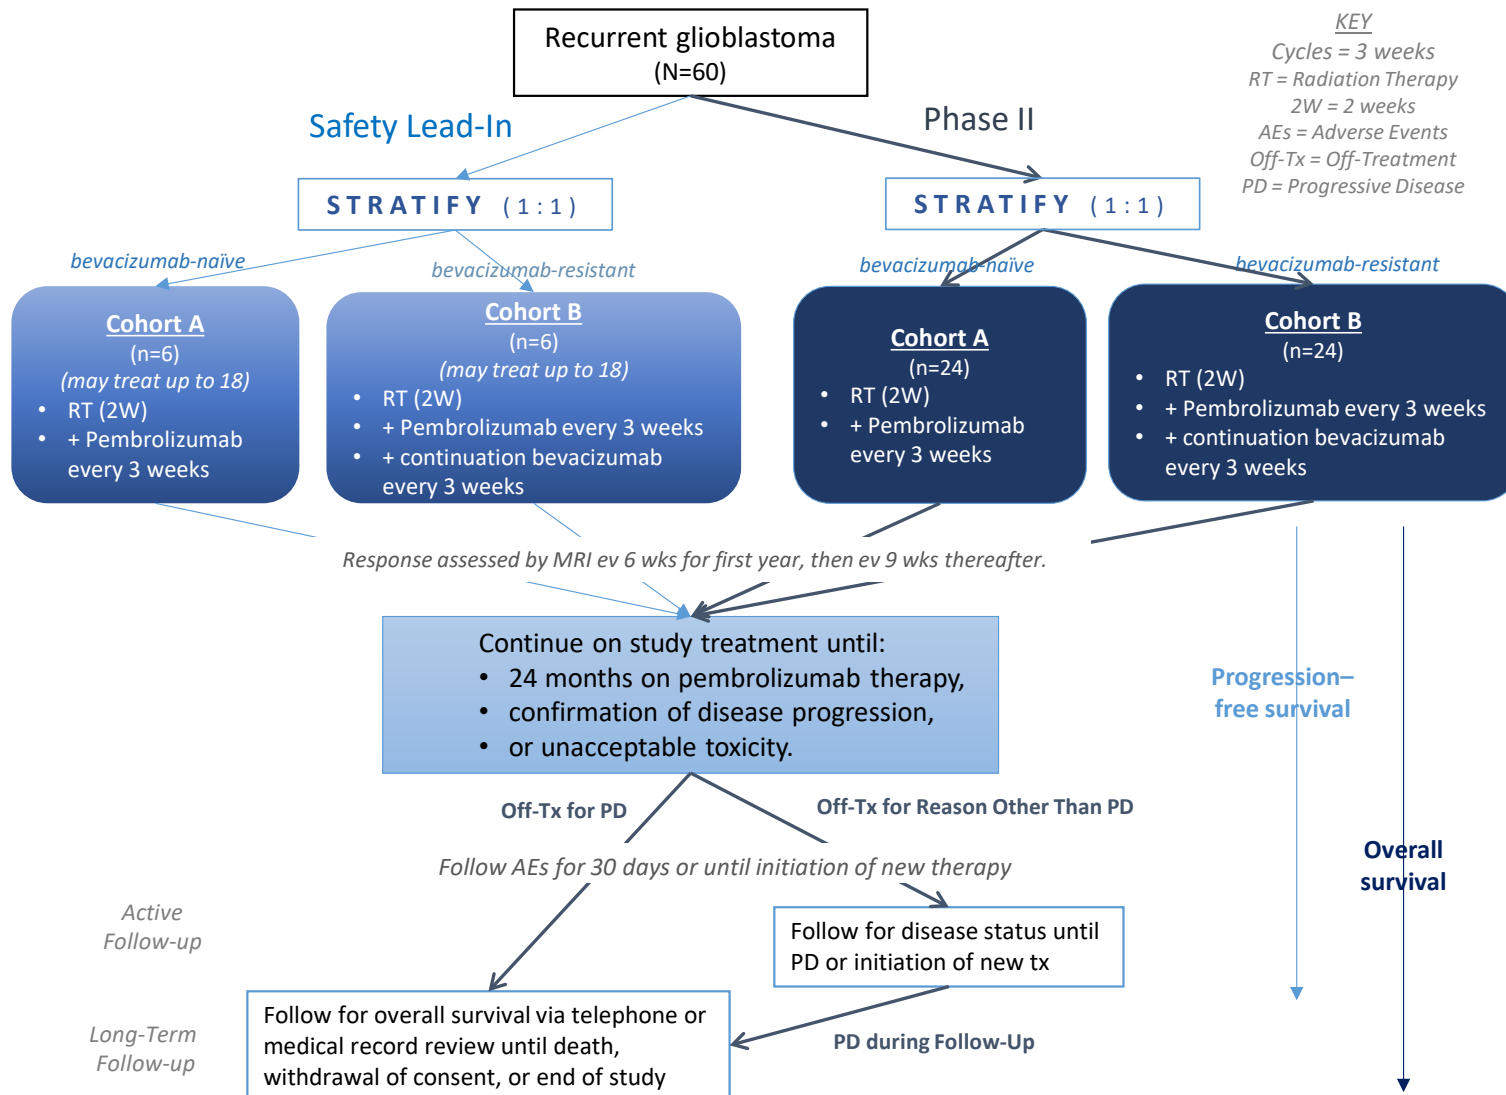 Recurrent glioblastoma
(N=60)
KEY
Cycles = 3 weeks
RT = Radiation Therapy
2W = 2 weeks
AEs = Adverse Events
Off-Tx = Off-Treatment
PD = Progressive Disease
Safety Lead-In
Phase II
STRATIFY (1:1)
STRATIFY (1:1)
bevacizumab-naïve
bevacizumab-resistant
bevacizumab-naïve
bevacizumab-resistant
Cohort A
(n=6)
(may treat up to 18)
• RT (2W)
• + Pembrolizumab
every 3 weeks
Cohort B
(n=6)
(may treat up to 18)
• RT (2W)
• + Pembrolizumab every 3 weeks
• + continuation bevacizumab
every 3 weeks
Cohort A
(n=24)
• RT (2W)
• + Pembrolizumab
every 3 weeks
Cohort B
(n=24)
• RT (2W)
• + Pembrolizumab every 3 weeks
• + continuation bevacizumab
every 3 weeks
Response assessed by MRI ev 6 wks for first year, then ev 9 wks thereafter.
Continue on study treatment until:
• 24 months on pembrolizumab therapy,
• confirmation of disease progression,
• or unacceptable toxicity.
Progression–
free survival
Overall
survival
Off-Tx for PD
Off-Tx for Reason Other Than PD
Follow AEs for 30 days or until initiation of new therapy
Active
Follow-up
Follow for disease status until
PD or initiation of new tx
Long-Term
Follow-up
Follow for overall survival via telephone or
medical record review until death,
withdrawal of consent, or end of study
PD during Follow-Up